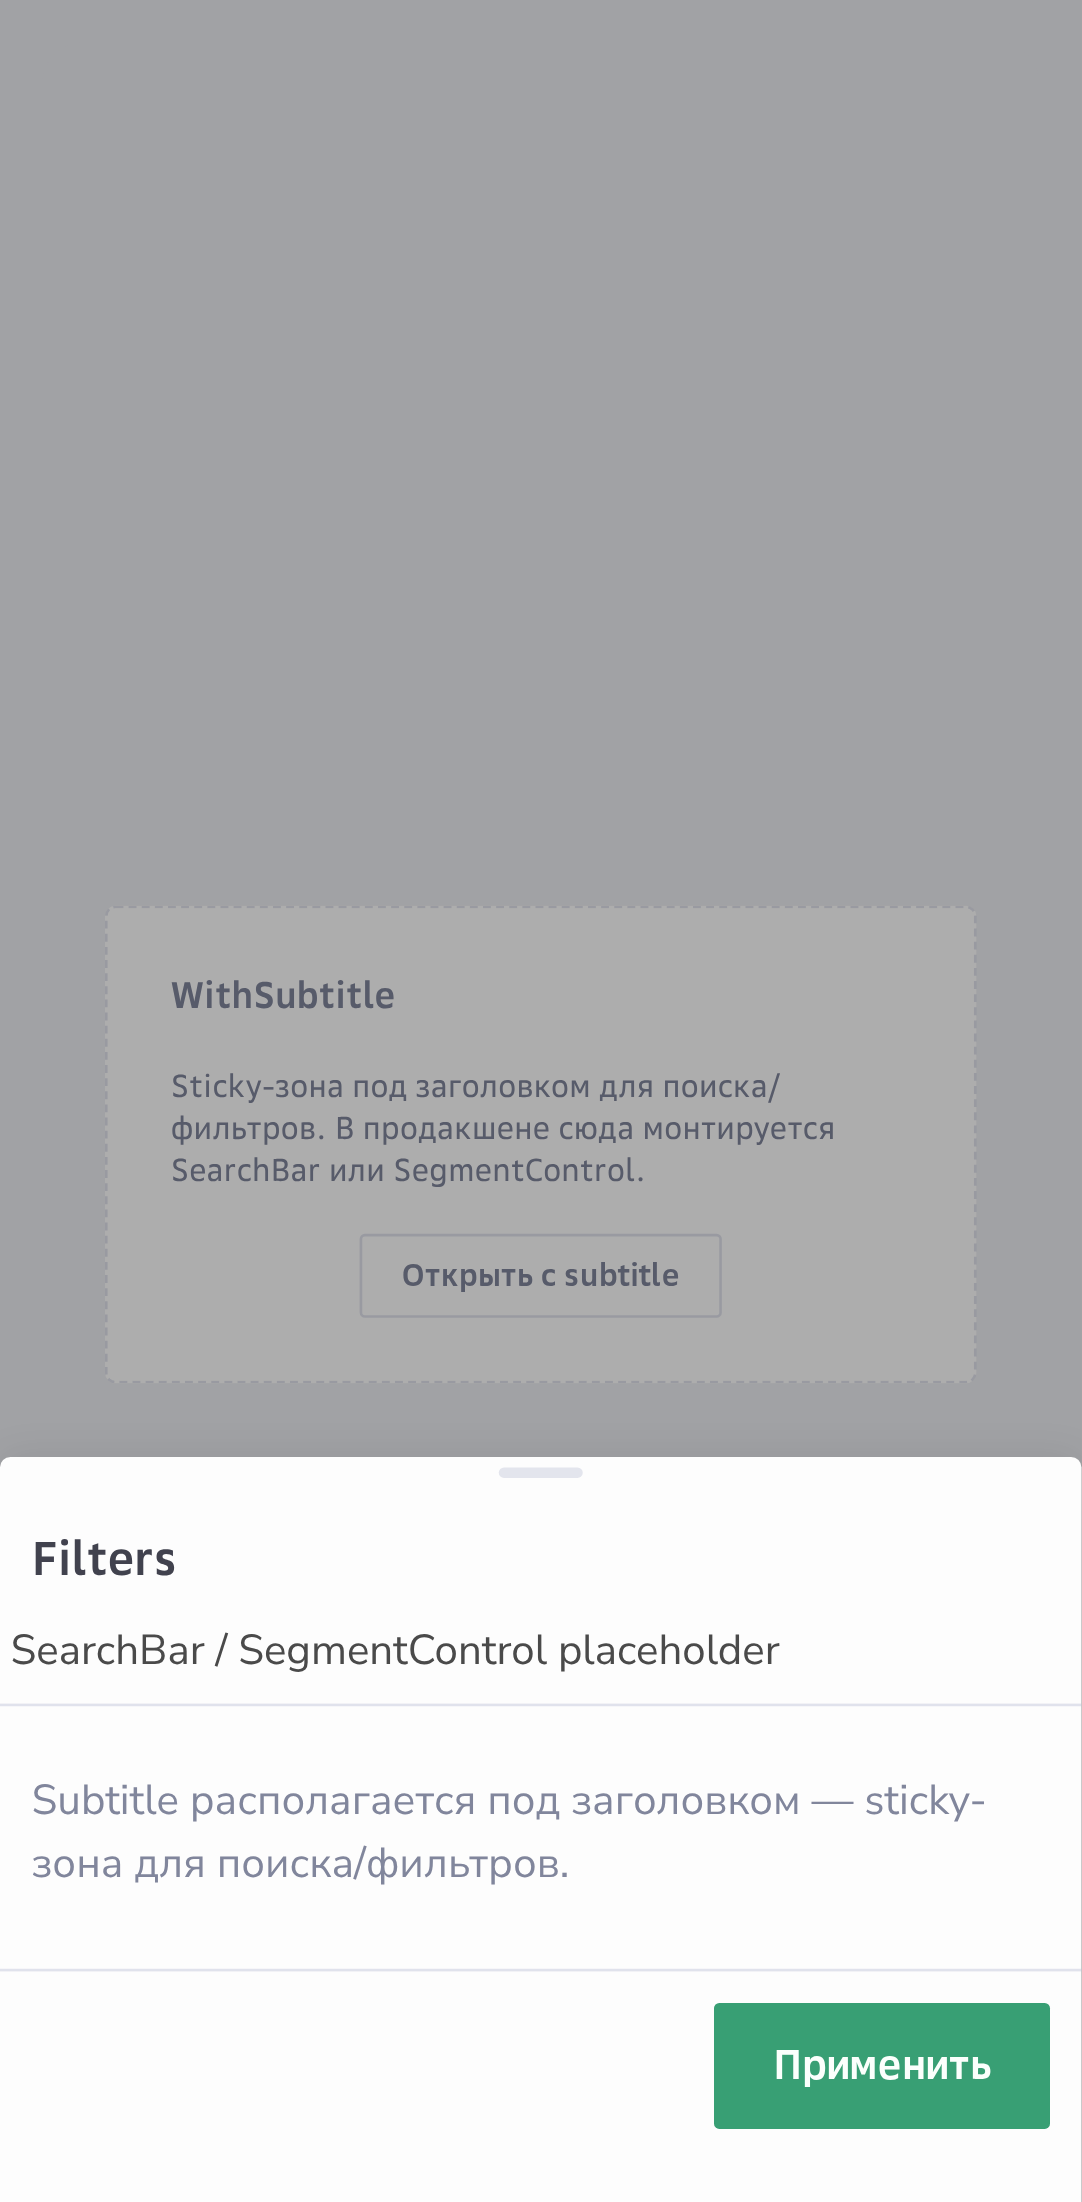 WithSubtitle
Sticky-зона под заголовком для поиска/
фильтров. В продакшене сюда монтируется
SearchBar или SegmentControl.
Открыть с subtitle
Filters
SearchBar / SegmentControl placeholder
Subtitle располагается под заголовком — sticky-
зона для поиска/фильтров.
Применить